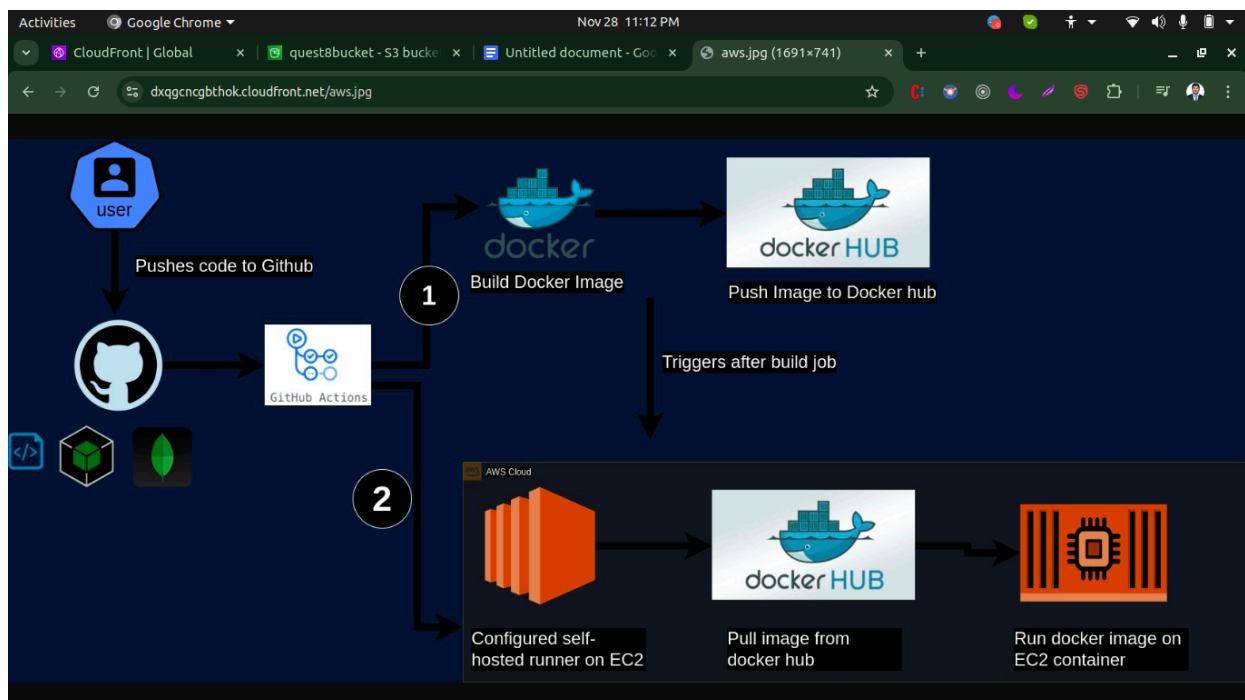 Activities
Google Chrome
Nov 28 11:12 PM
CloudFront | Global
quest8bucket - S3 bucke
Untitled document - Goo
aws.jpg (1691×741)
dxqgcncgbthok.cloudfront.net/aws.jpg
user
Pushes code to Github
docker
Build Docker Image
docker HUB
Push Image to Docker hub
1
Triggers after build job
GitHub Actions
</>
2
aws
AWS Cloud
docker HUB
Configured self-
hosted runner on EC2
Pull image from
docker hub
Run docker image on
EC2 container